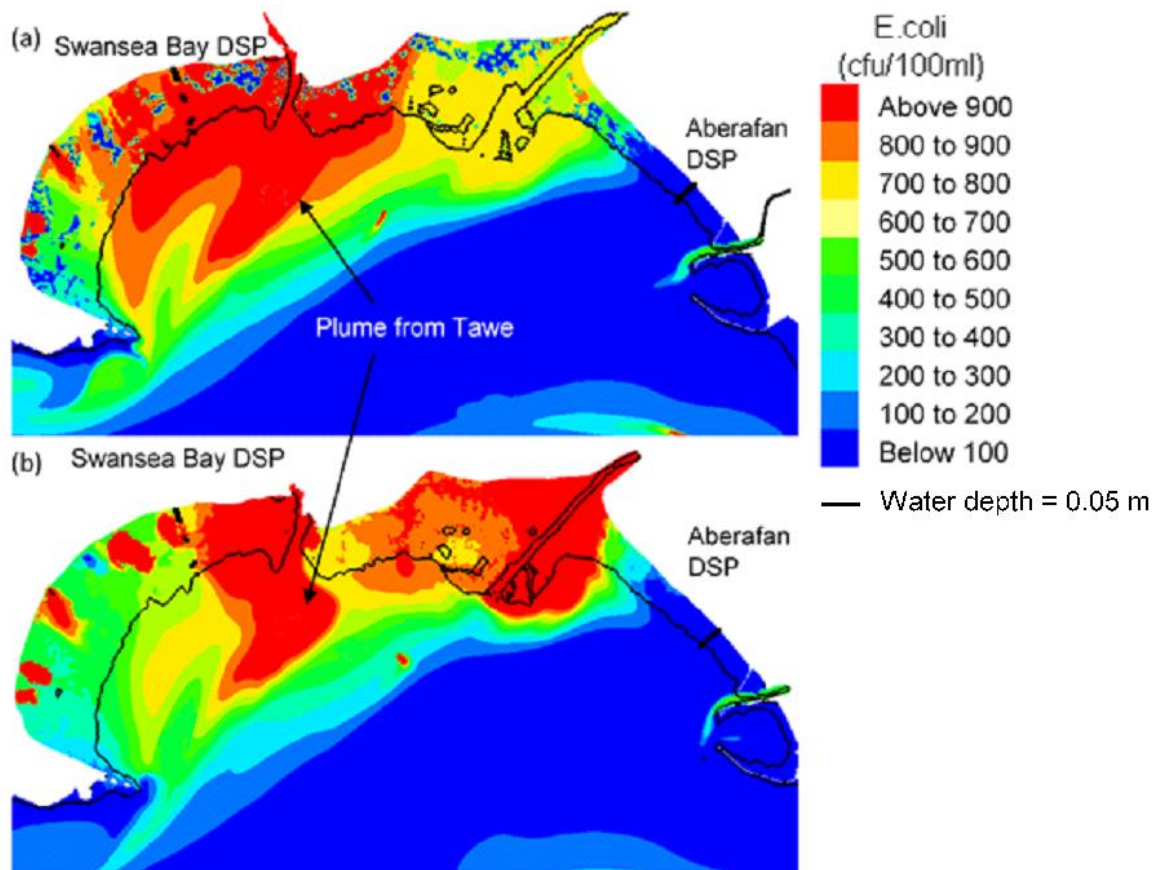 (a)
Swansea Bay DSP
Aberafan
DSP
Plume from Tawe
(b)
Swansea Bay DSP
Aberafan
DSP
E.coli
(cfu/100ml)
Above 900
800 to 900
700 to 800
600 to 700
500 to 600
400 to 500
300 to 400
200 to 300
100 to 200
Below 100
Water depth = 0.05 m